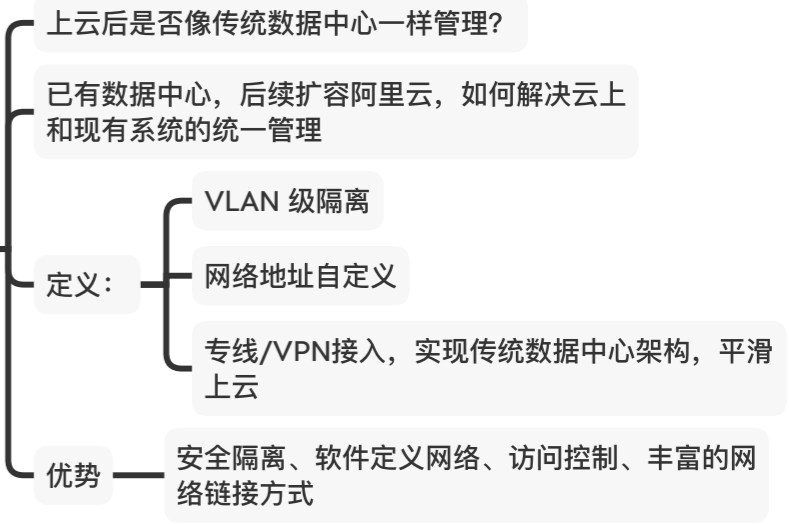 上云后是否像传统数据中心一样管理？
已有数据中心，后续扩容阿里云，如何解决云上
和现有系统的统一管理
定义：
VLAN 级隔离
网络地址自定义
专线/VPN接入，实现传统数据中心架构，平滑
上云
优势
安全隔离、软件定义网络、访问控制、丰富的网
络链接方式